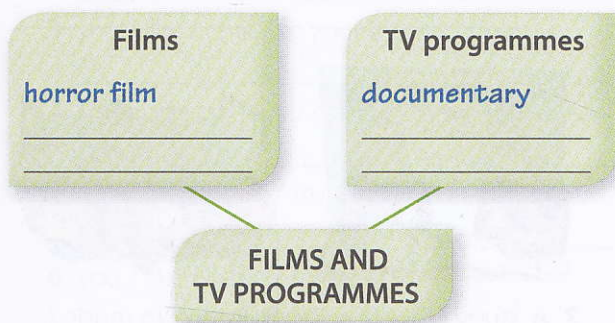 Films
horror film
TV programmes
documentary
FILMS AND
TV PROGRAMMES